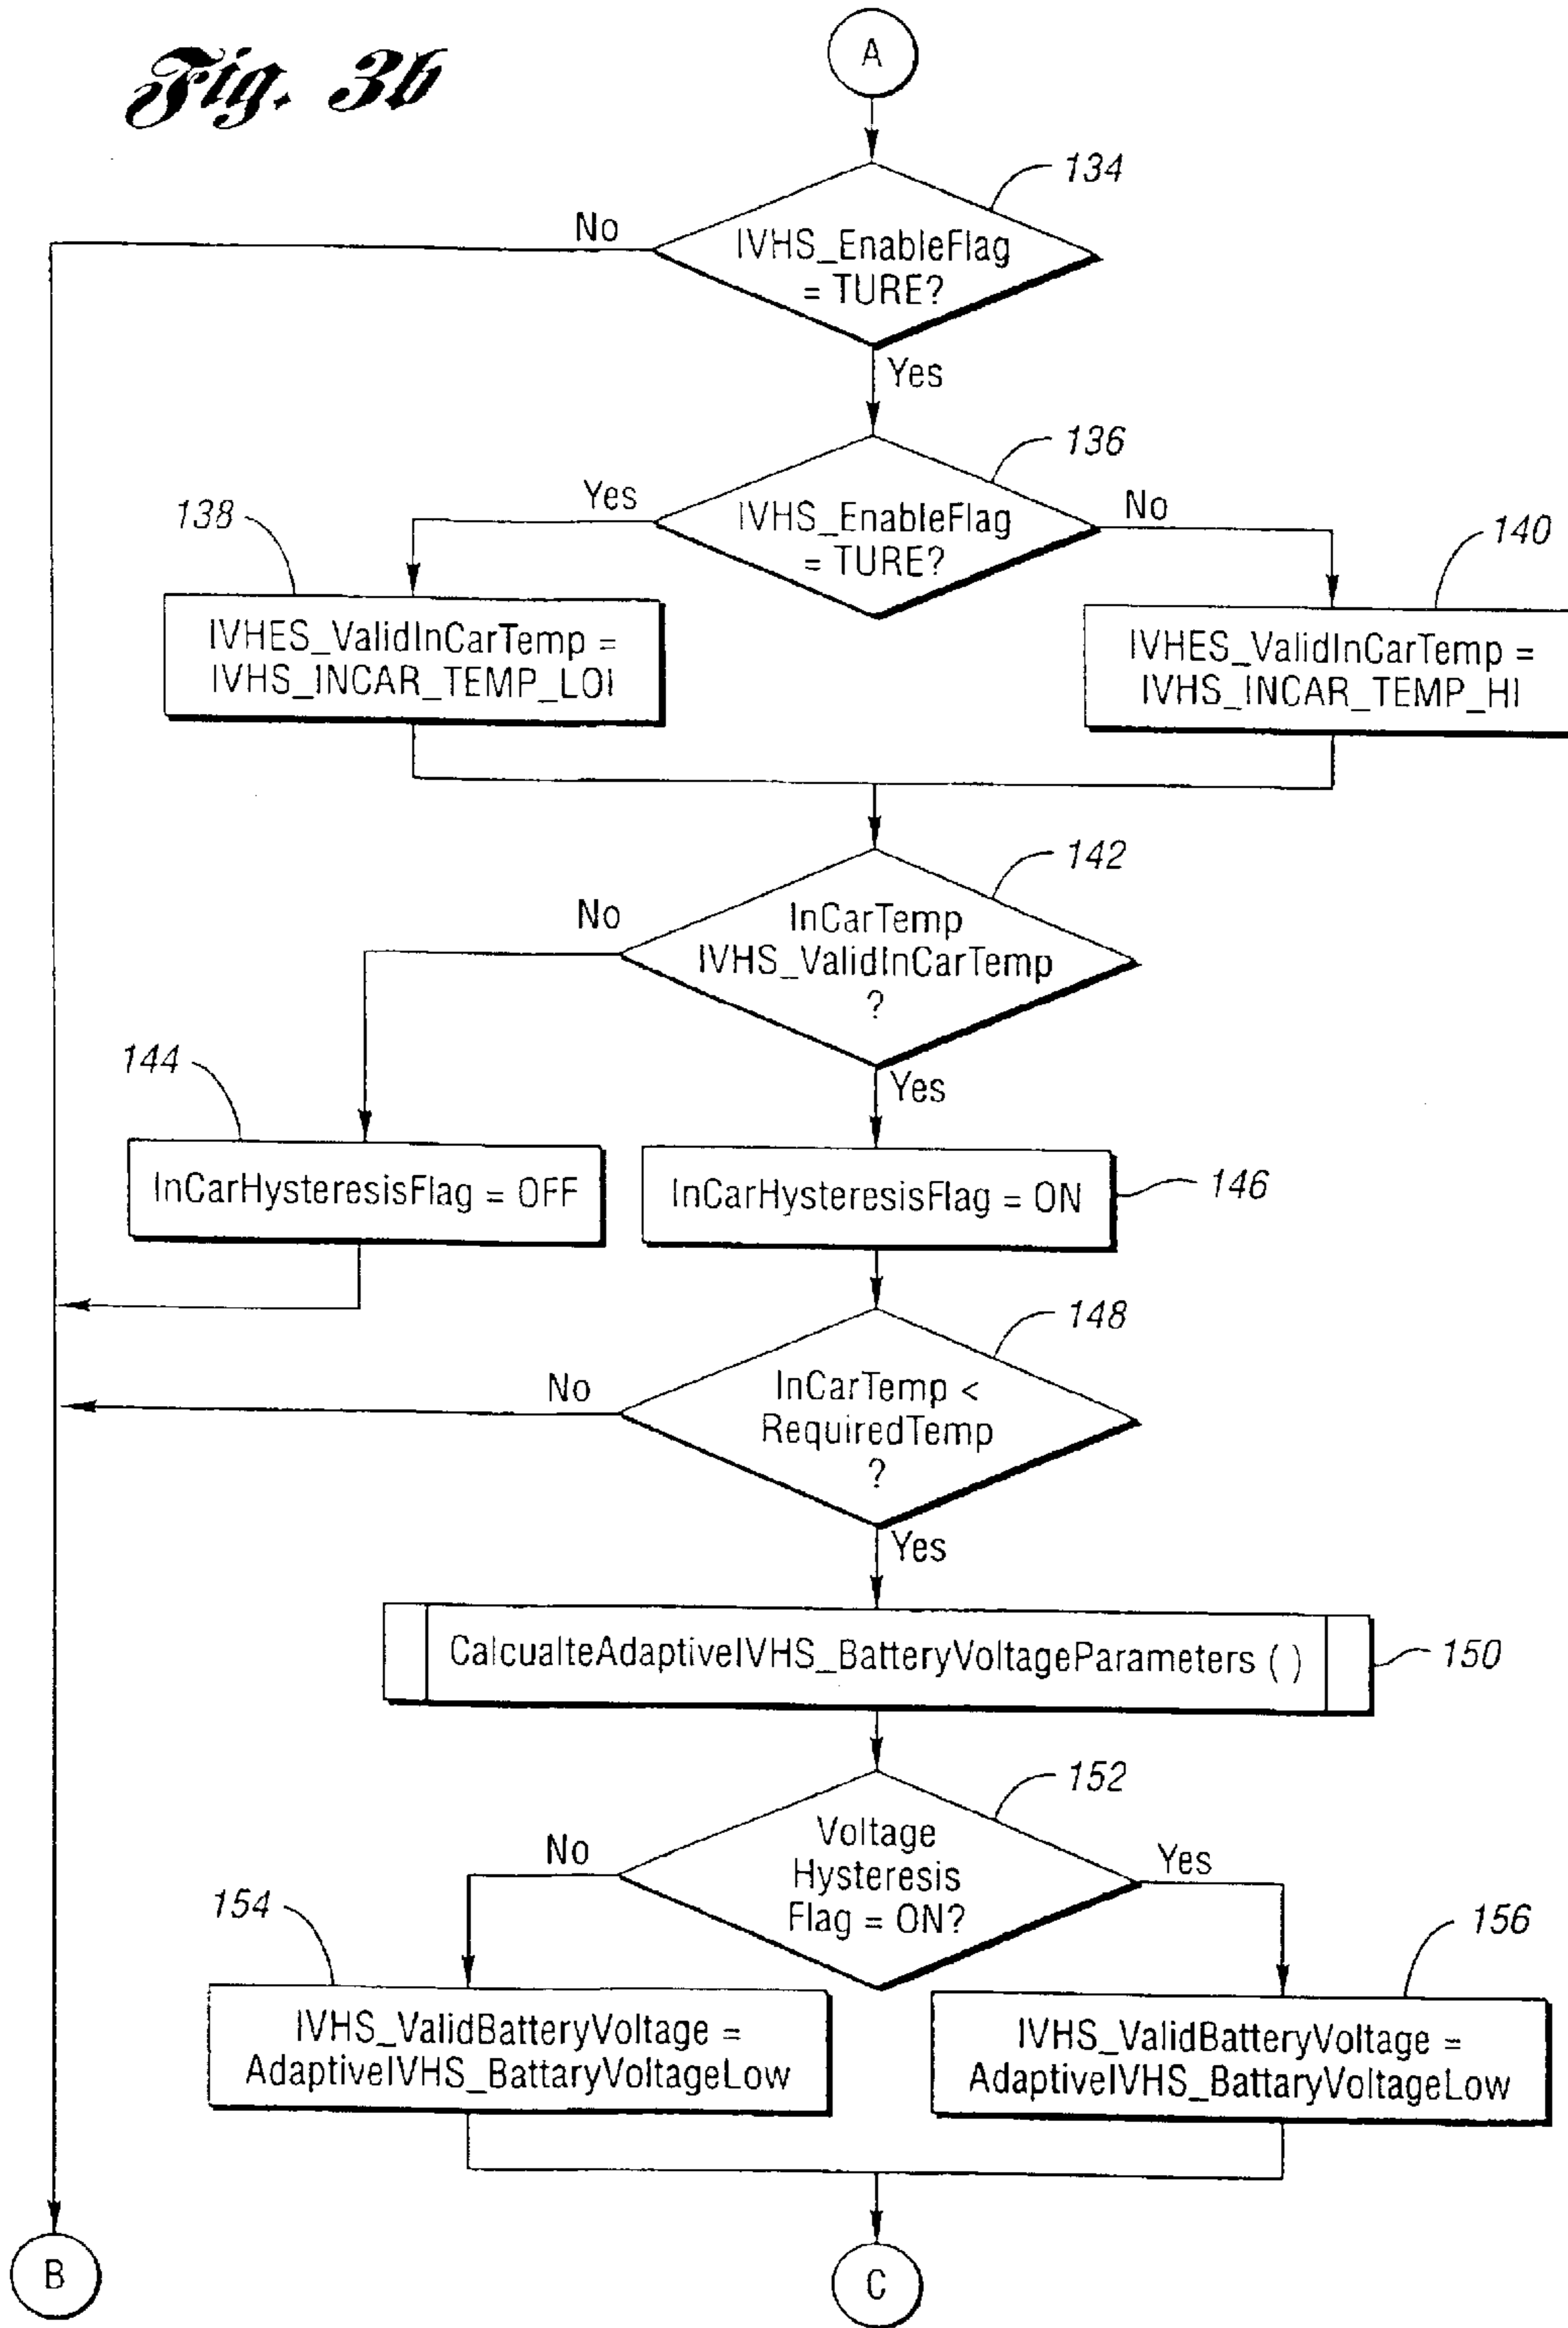 Fig. 3b
A
134
No
IVHS_EnableFlag
= TURE?
Yes
136
Yes
IVHS_EnableFlag
= TURE?
No
138
140
IVHES_ValidInCarTemp =
IVHS_INCAR_TEMP_LOI
IVHES_ValidInCarTemp =
IVHS_INCAR_TEMP_HI
142
No
InCarTemp
IVHS_ValidInCarTemp
?
Yes
144
InCarHysteresisFlag = OFF
InCarHysteresisFlag = ON
146
148
No
InCarTemp <
RequiredTemp
?
Yes
CalcualteAdaptiveIVHS_BatteryVoltageParameters ( )
150
152
No
Voltage
Hysteresis
Flag = ON?
Yes
154
156
IVHS_ValidBatteryVoltage =
AdaptiveIVHS_BattaryVoltageLow
IVHS_ValidBatteryVoltage =
AdaptiveIVHS_BattaryVoltageLow
B
C